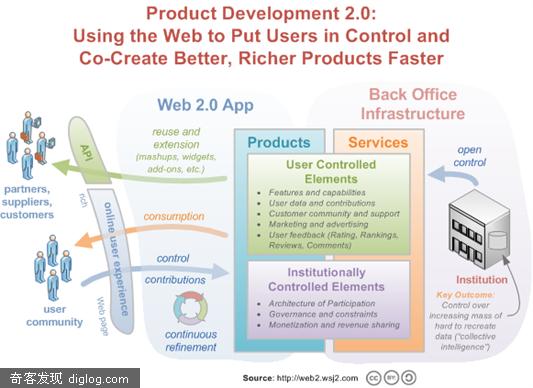 Product Development 2.0:
Using the Web to Put Users in Control and
Co-Create Better, Richer Products Faster
Web 2.0 App
Back Office
Infrastructure
reuse and
extension
(mashups, widgets,
add-ons, etc.)
API
partners,
suppliers,
customers
Products
Services
open
control
User Controlled
Elements
• Features and capabilities
• User data and contributions
• Customer community and support
• Marketing and advertising
• User feedback (Rating, Rankings,
Reviews, Comments)
rich
online user experience
Web page
consumption
control
contributions
user
community
Institutionally
Controlled Elements
• Architecture of Participation
• Governance and constraints
• Monetization and revenue sharing
continuous
refinement
Institution
Key Outcome:
Control over
increasing mass of
hard to recreate
data ("collective
intelligence")
Source: http://web2.wsj2.com
cc
BY
奇客发现 diglog.com